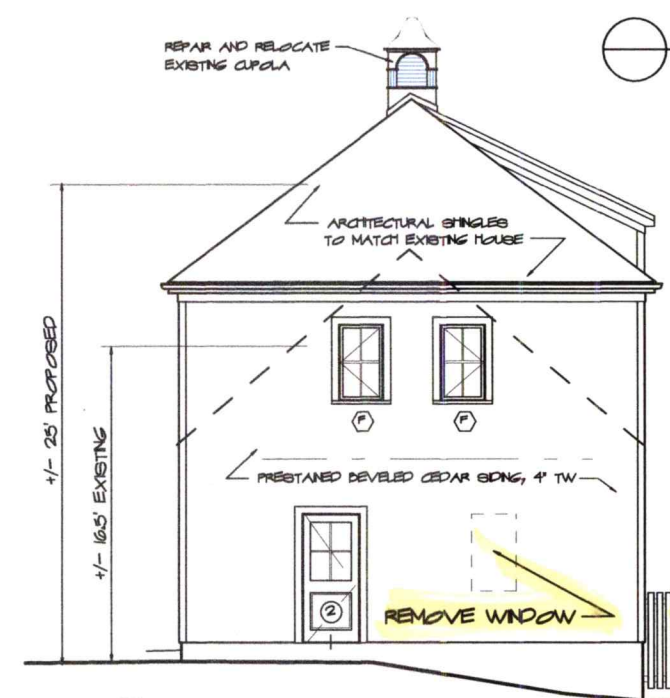 REPAIR AND RELOCATE
EXISTING CUPOLA
ARCHITECTURAL SHINGLES
TO MATCH EXISTING HOUSE
+/- 25' PROPOSED
+/- 16.5' EXISTING
F
F
PRESTAINED BEVELED CEDAR SIDING, 4" TW
2
REMOVE WINDOW